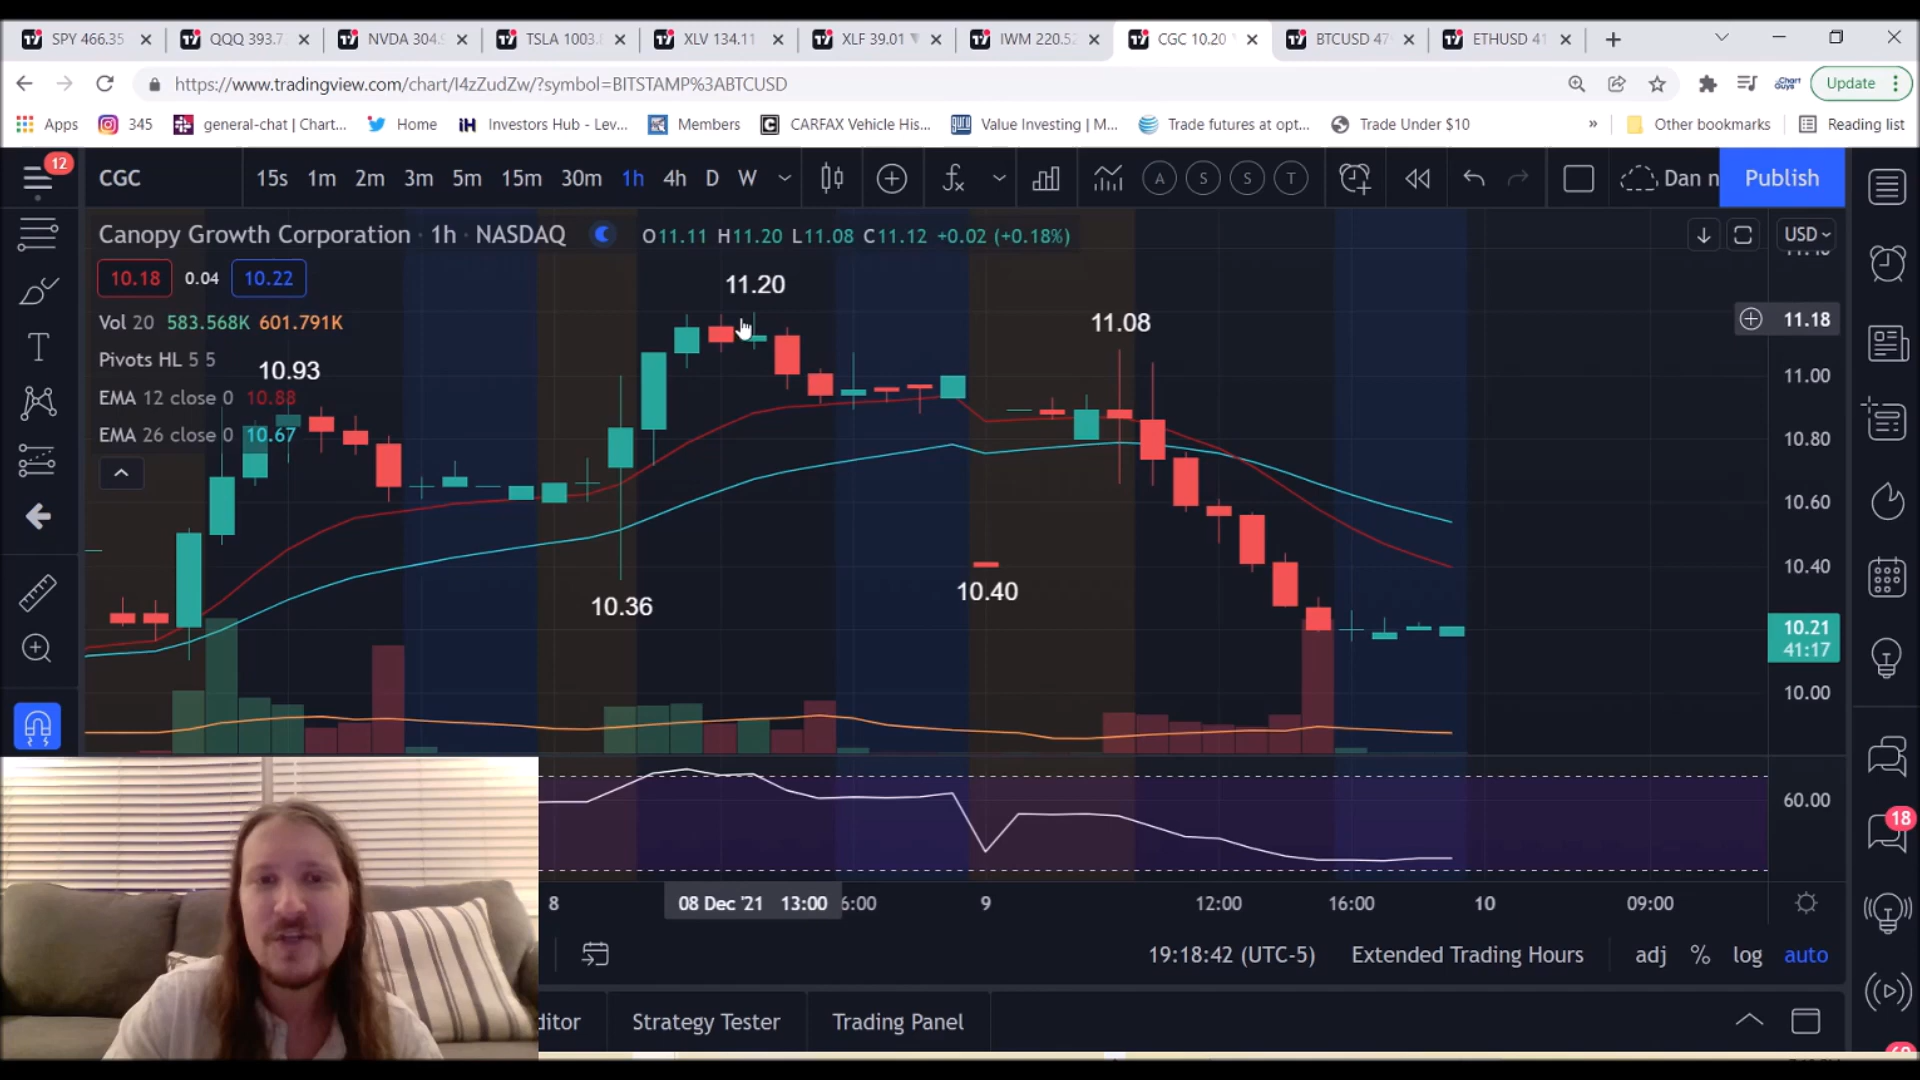 SPY 466.35
QQQ 393.7
NVDA 304.
TSLA 1003.
XLV 134.11
XLF 39.01
IWM 220.5
CGC 10.20
BTCUSD 47
ETHUSD 41
https://www.tradingview.com/chart/I4zZudZw/?symbol=BITSTAMP%3ABTCUSD
Update
Apps
345
general-chat | Chart...
Home
iH
Investors Hub - Lev...
Members
CARFAX Vehicle His...
guru
Value Investing | M...
Trade futures at opt...
Trade Under $10
»
Other bookmarks
Reading list
12
CGC
15s 1m 2m 3m 5m 15m 30m 1h 4h D W
A S S T
Dan n
Publish
Canopy Growth Corporation · 1h · NASDAQ
O11.11 H11.20 L11.08 C11.12 +0.02 (+0.18%)
USD
10.18 0.04 10.22
11.20
Vol 20 583.568K 601.791K
11.08
11.18
Pivots HL 5 5
10.93
11.00
EMA 12 close 0 10.88
EMA 26 close 0 10.67
10.80
10.60
10.40
10.36
10.40
10.21
41:17
10.00
60.00
18
8
08 Dec '21 13:00
6:00
9
12:00
16:00
10
09:00
19:18:42 (UTC-5)
Extended Trading Hours
adj
%
log
auto
ditor
Strategy Tester
Trading Panel